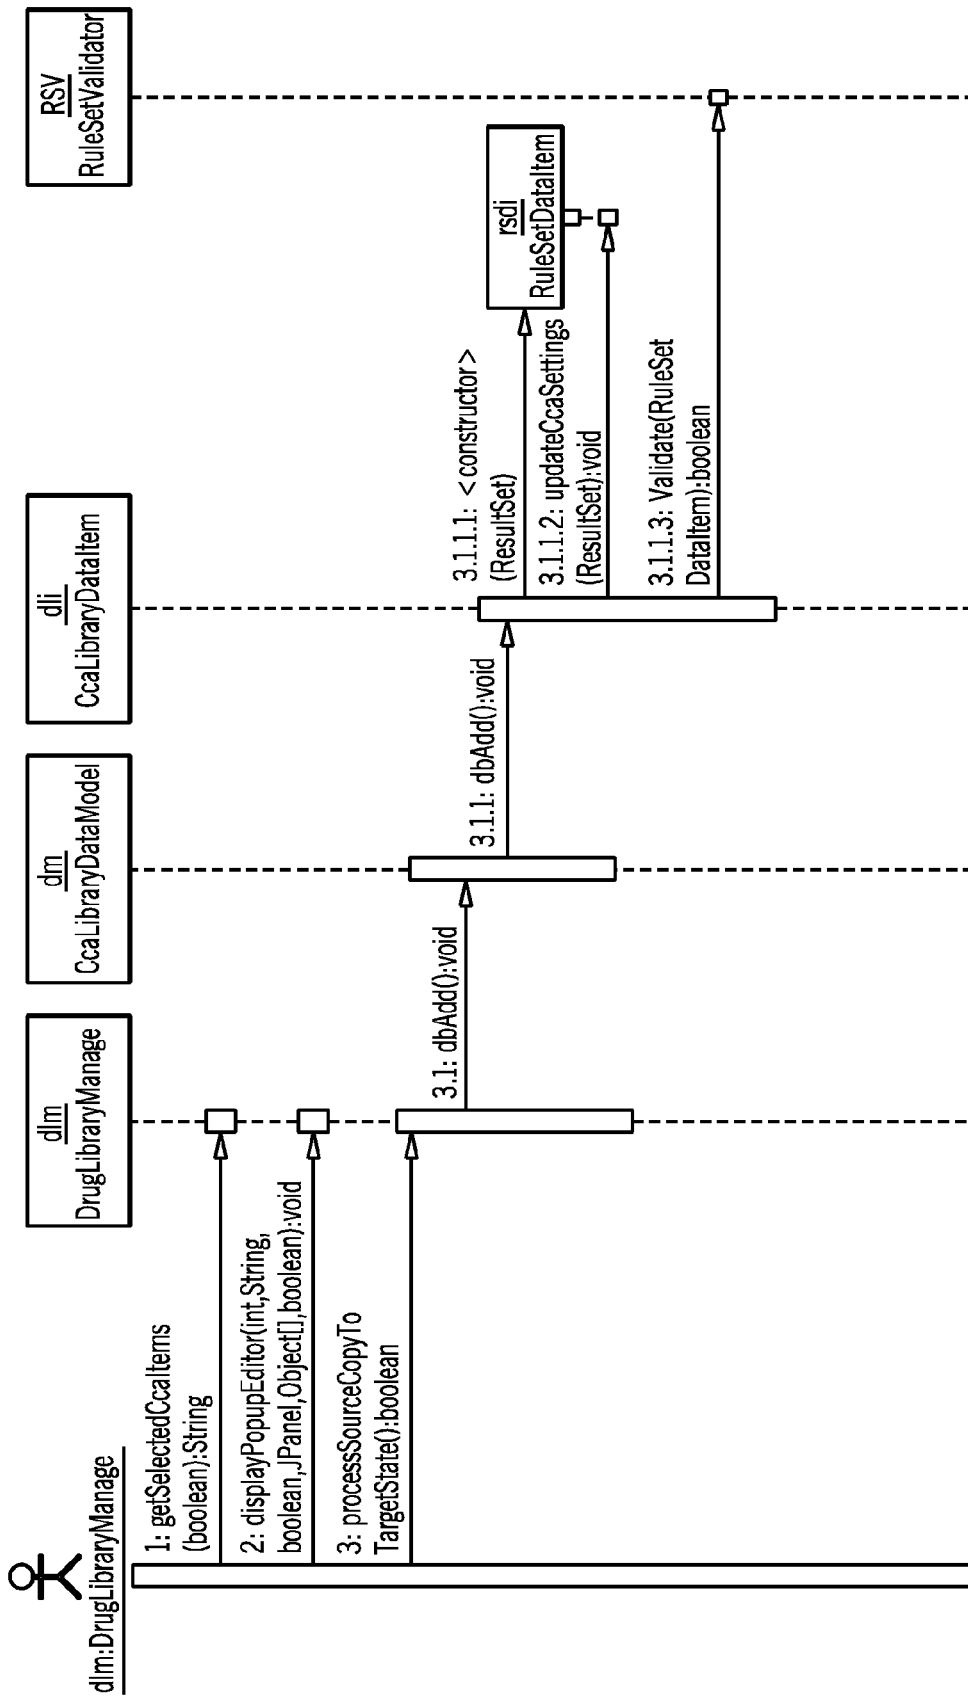 dlm:DrugLibraryManage
dlm
DrugLibraryManage
dm
CcaLibraryDataModel
dli
CcaLibraryDataItem
RSV
RuleSetValidator
1: getSelectedCcaItems
(boolean):String
2: displayPopupEditor(int,String,
boolean,JPanel,Object[],boolean):void
3: processSourceCopyTo
TargetState():boolean
3.1: dbAdd():void
3.1.1: dbAdd():void
3.1.1.1: <constructor>
(ResultSet)
rsdi
RuleSetDataItem
3.1.1.2: updateCcaSettings
(ResultSet):void
3.1.1.3: Validate(RuleSet
DataItem):boolean